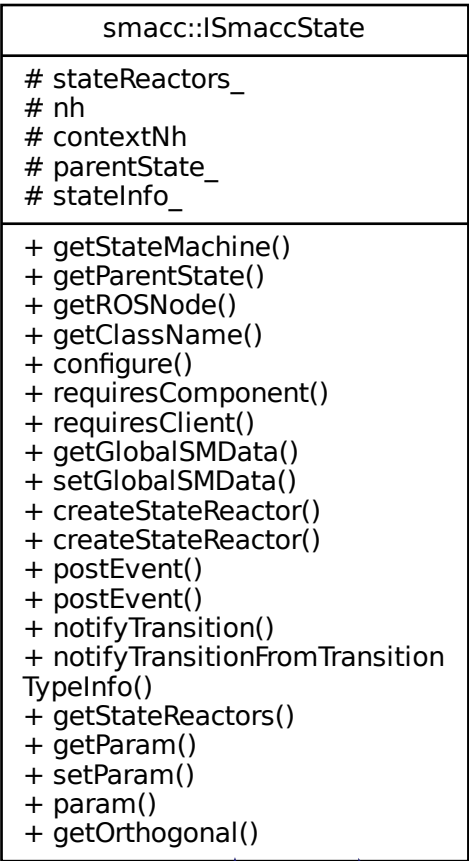 smacc::ISmaccState
# stateReactors_
# nh
# contextNh
# parentState_
# stateInfo_
+ getStateMachine()
+ getParentState()
+ getROSNode()
+ getClassName()
+ configure()
+ requiresComponent()
+ requiresClient()
+ getGlobalSMData()
+ setGlobalSMData()
+ createStateReactor()
+ createStateReactor()
+ postEvent()
+ postEvent()
+ notifyTransition()
+ notifyTransitionFromTransition
TypeInfo()
+ getStateReactors()
+ getParam()
+ setParam()
+ param()
+ getOrthogonal()